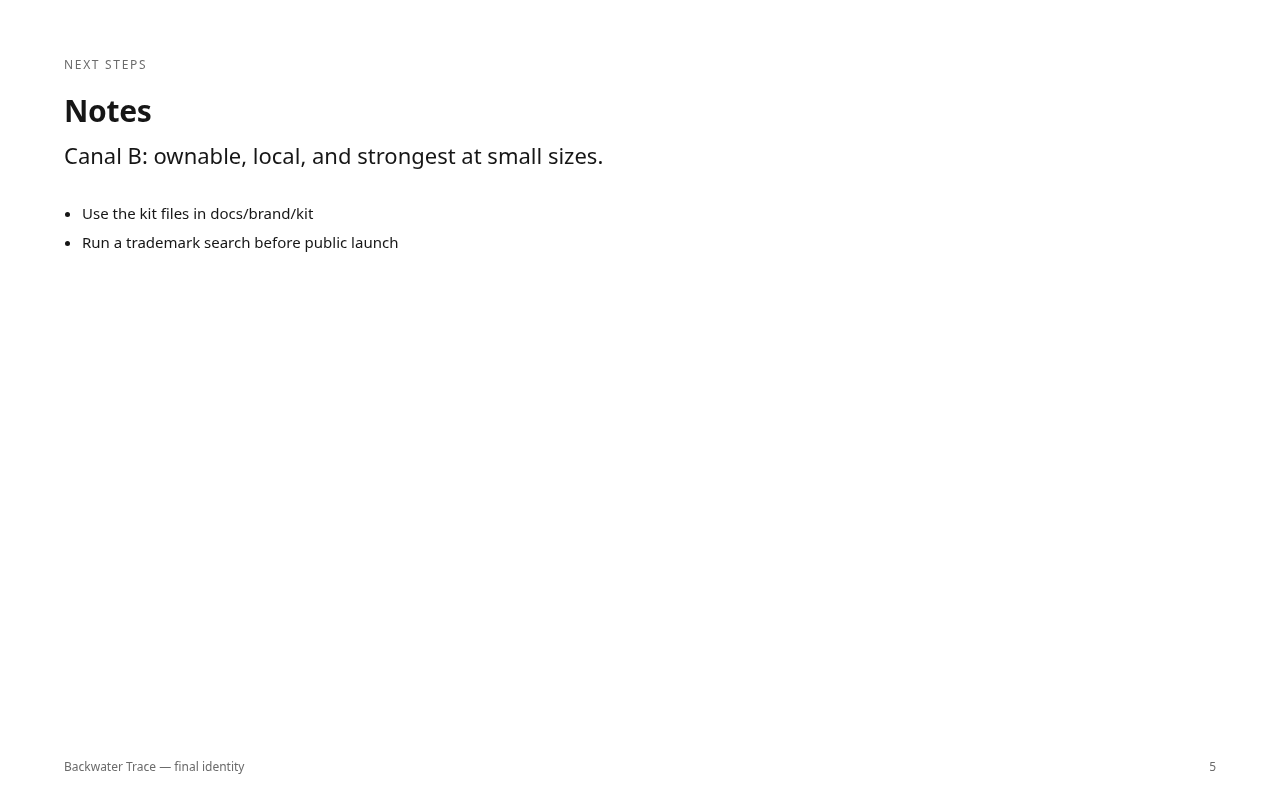 NEXT STEPS
Notes
Canal B: ownable, local, and strongest at small sizes.
• Use the kit files in docs/brand/kit
• Run a trademark search before public launch
Backwater Trace — final identity
5